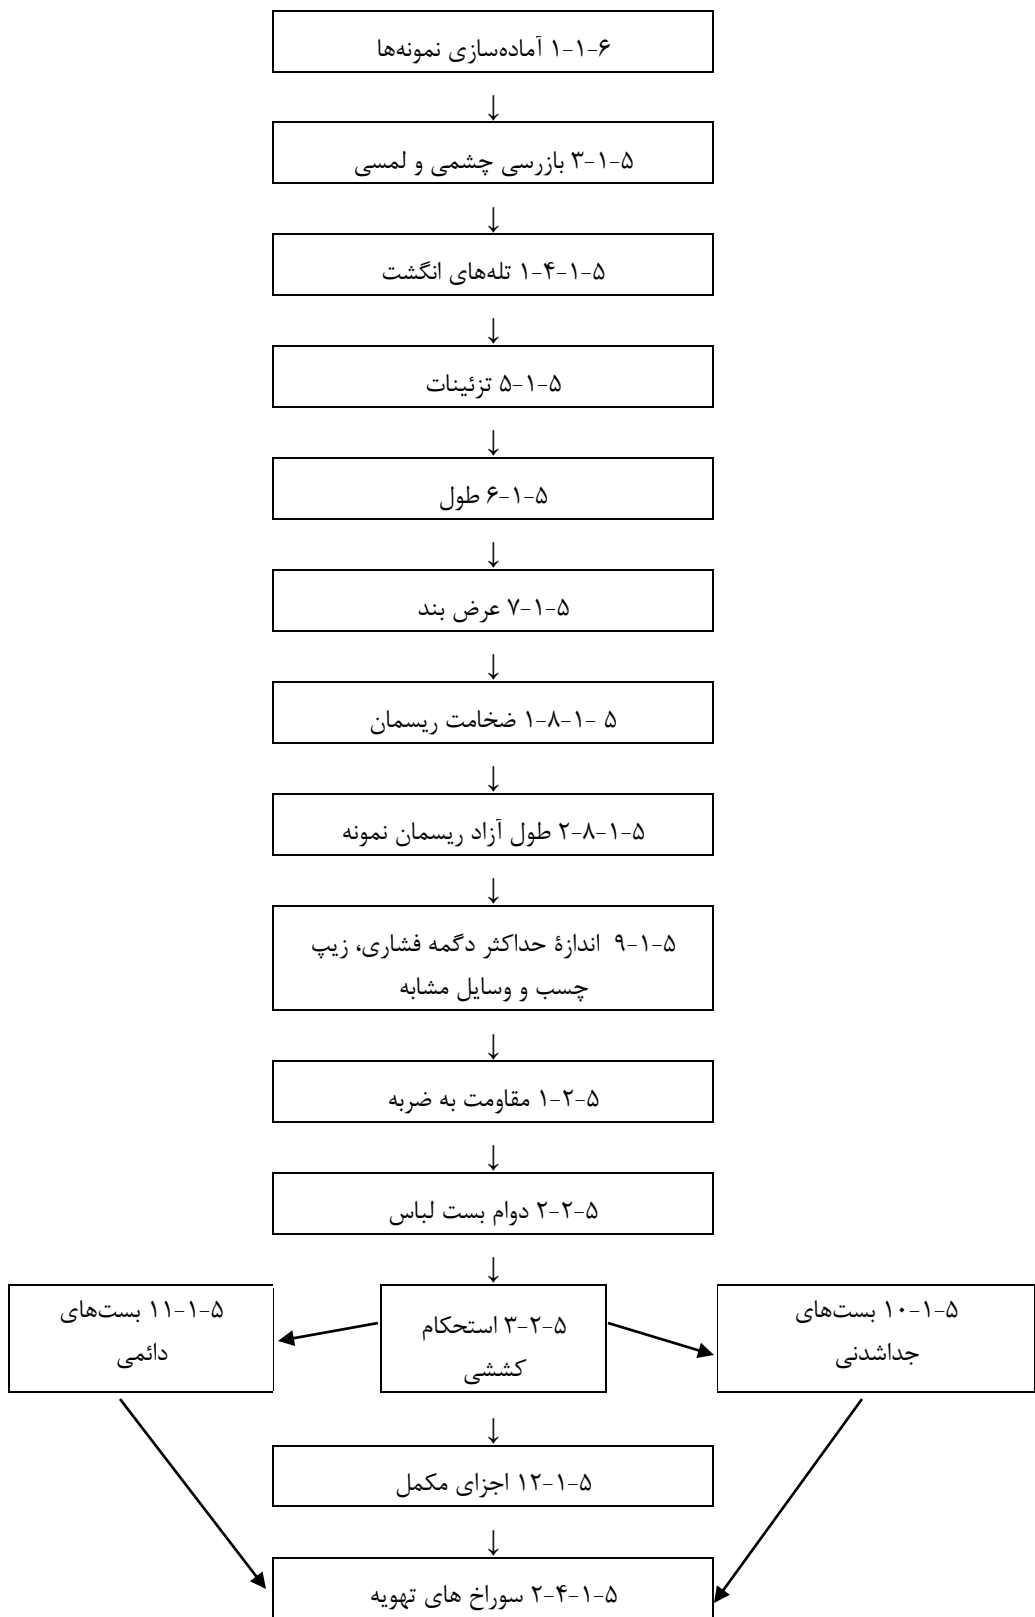 ۱-۱-۶ آماده‌سازی نمونه‌ها
↓
۳-۱-۵ بازرسی چشمی و لمسی
↓
۱-۴-۱-۵ تله‌های انگشت
↓
۵-۱-۵ تزئینات
↓
۶-۱-۵ طول
↓
۷-۱-۵ عرض بند
↓
۱-۸-۱- ۵ ضخامت ریسمان
↓
۲-۸-۱-۵ طول آزاد ریسمان نمونه
↓
۹-۱-۵ اندازۀ حداکثر دگمه فشاری، زیپ
چسب و وسایل مشابه
↓
۱-۲-۵ مقاومت به ضربه
↓
۲-۲-۵ دوام بست لباس
↓
۱۰-۱-۵ بست‌های
جداشدنی
۳-۲-۵ استحکام
کششی
۱۱-۱-۵ بست‌های
دائمی
↓
۱۲-۱-۵ اجزای مکمل
↓
۲-۴-۱-۵ سوراخ های تهویه